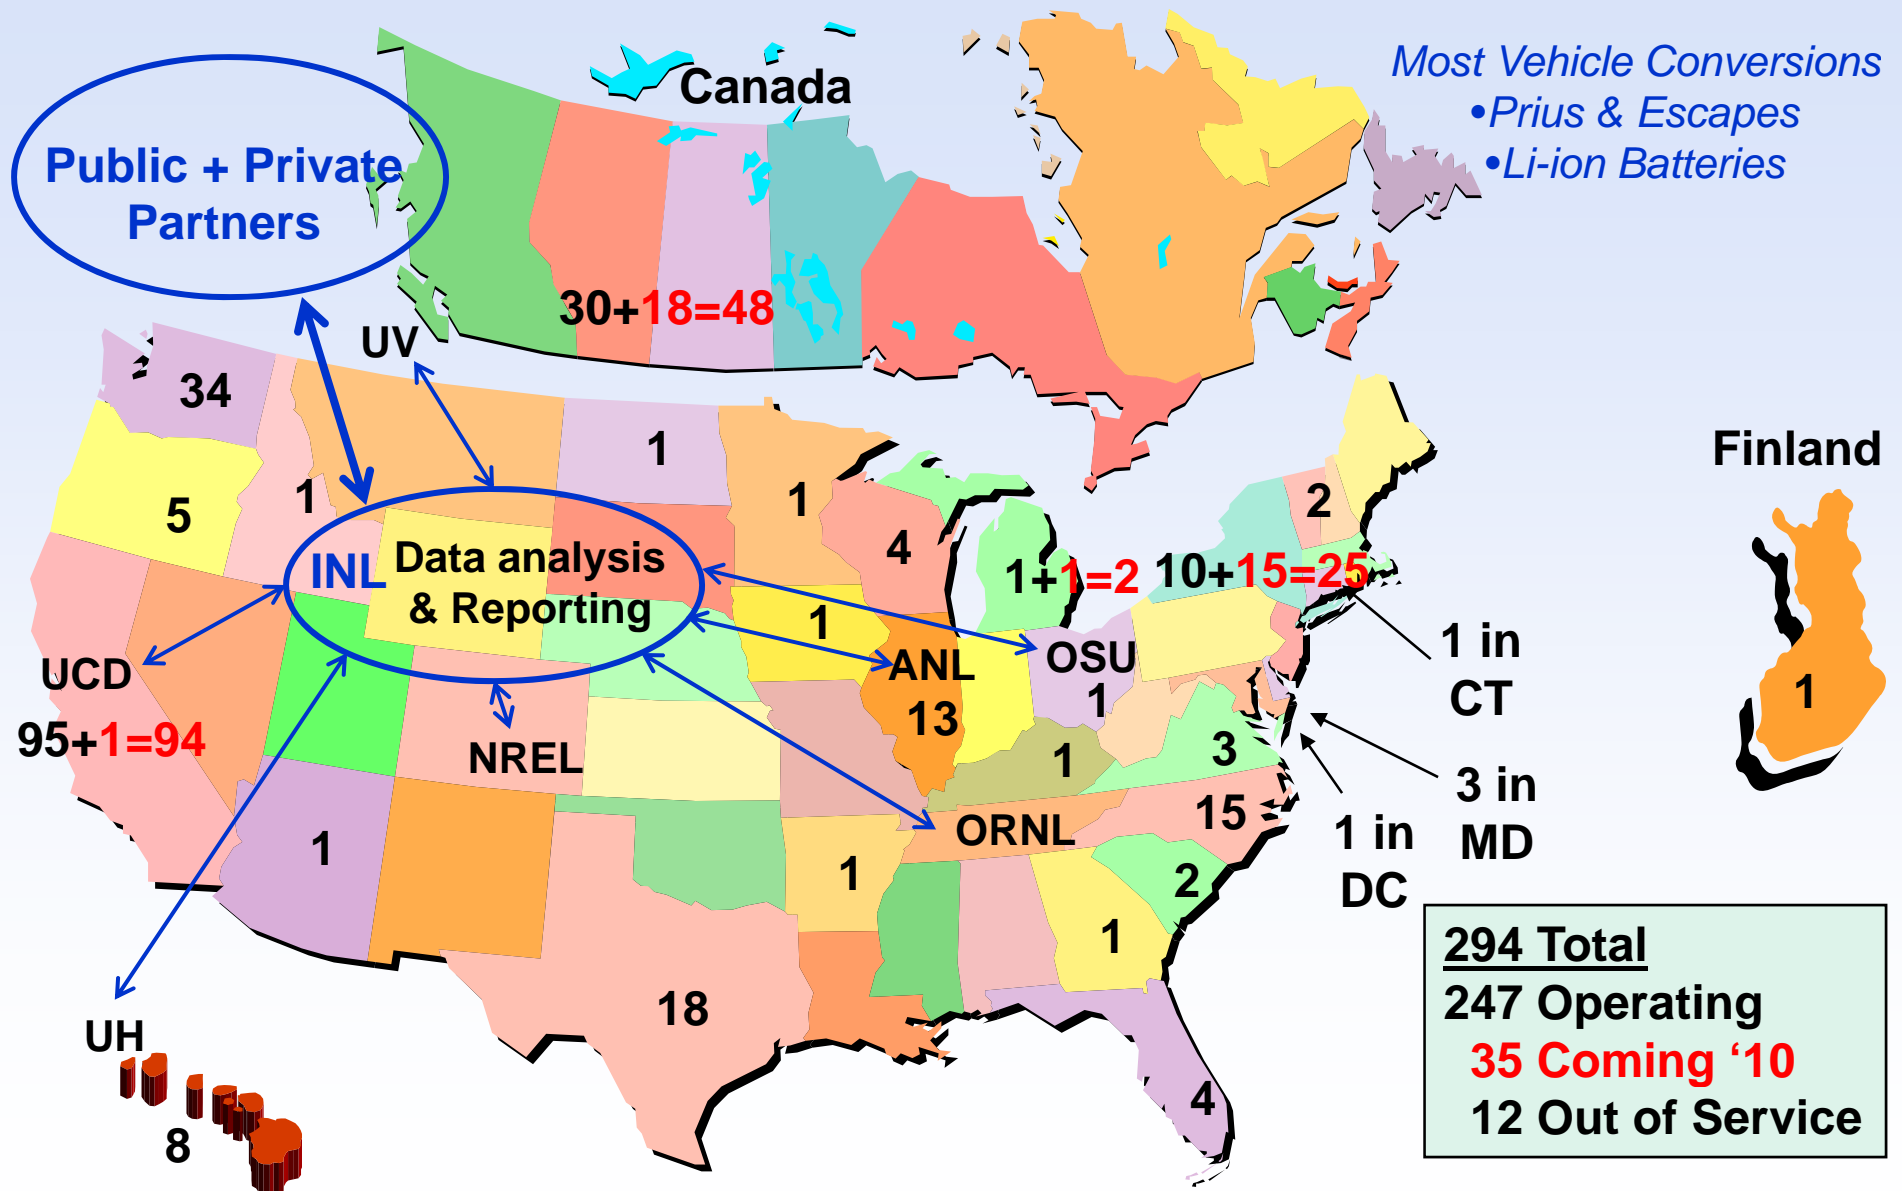 Canada
Most Vehicle Conversions
•Prius & Escapes
•Li-ion Batteries
Public + Private
Partners
30+18=48
UV
34
1
5
1
1
4
2
Finland
INL
Data analysis
& Reporting
1+1=2
10+15=25
1
UCD
95+1=94
ANL
13
OSU
1
1 in
CT
1
NREL
1
3
3 in
MD
15
ORNL
1 in
DC
1
1
2
1
18
4
UH
8
294 Total
247 Operating
35 Coming ‘10
12 Out of Service